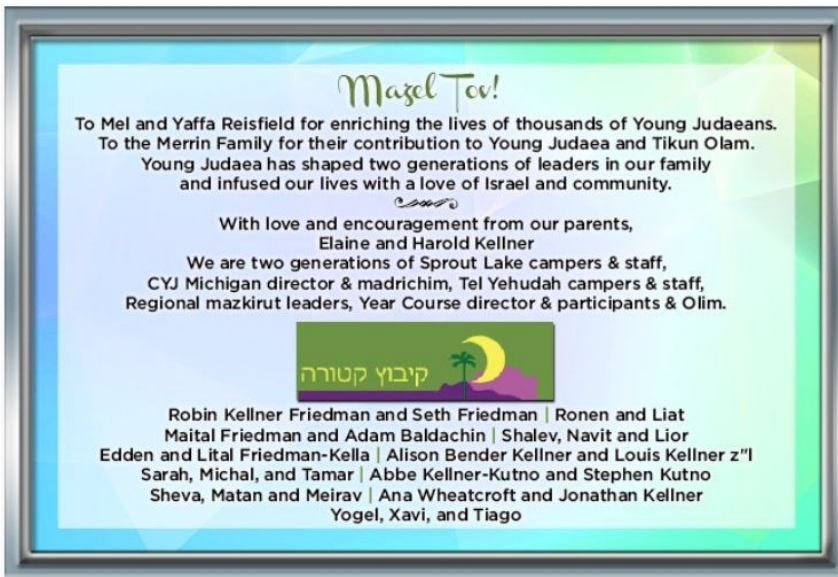 Mazel Tov!
To Mel and Yaffa Reisfield for enriching the lives of thousands of Young Judaeans.
To the Merrin Family for their contribution to Young Judaea and Tikun Olam.
Young Judaea has shaped two generations of leaders in our family
and infused our lives with a love of Israel and community.
With love and encouragement from our parents,
Elaine and Harold Kellner
We are two generations of Sprout Lake campers & staff,
CYJ Michigan director & madrichim, Tel Yehudah campers & staff,
Regional mazkirut leaders, Year Course director & participants & Olim.
קיבוץ קטורה
Robin Kellner Friedman and Seth Friedman | Ronen and Liat
Maital Friedman and Adam Baldachin | Shalev, Navit and Lior
Edden and Lital Friedman-Kella | Alison Bender Kellner and Louis Kellner z"l
Sarah, Michal, and Tamar | Abbe Kellner-Kutno and Stephen Kutno
Sheva, Matan and Meirav | Ana Wheatcroft and Jonathan Kellner
Yogel, Xavi, and Tiago